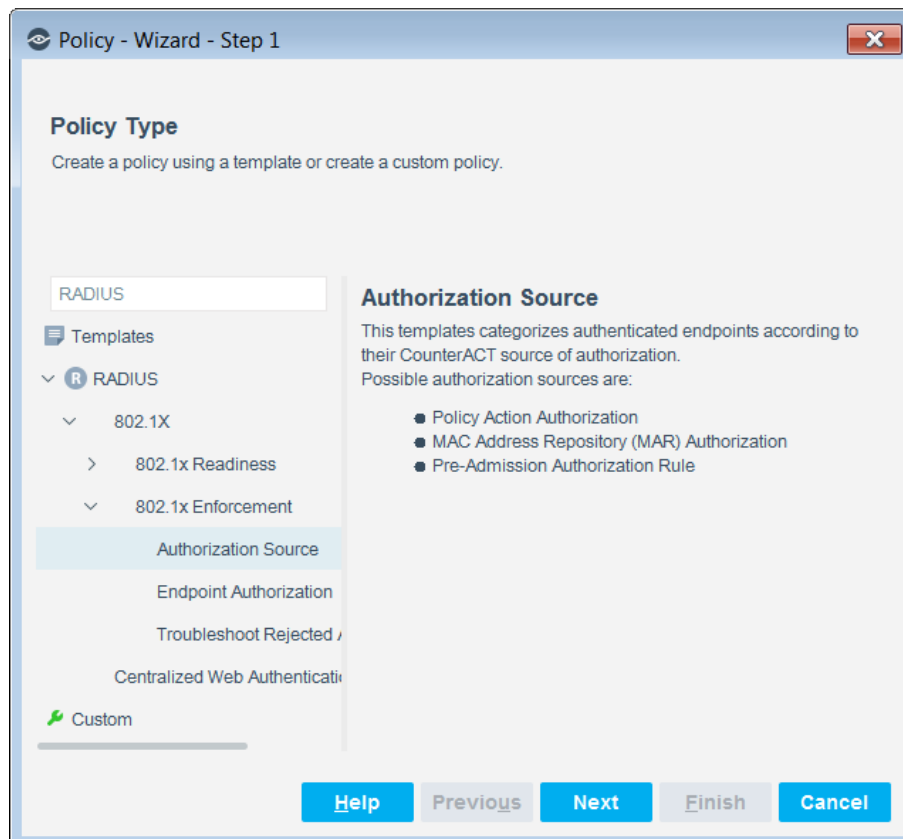 Policy - Wizard - Step 1
Policy Type
Create a policy using a template or create a custom policy.
RADIUS
Templates
R RADIUS
802.1X
802.1x Readiness
802.1x Enforcement
Authorization Source
Endpoint Authorization
Troubleshoot Rejected
Centralized Web
Custom
Authorization Source
This templates categorizes authenticated endpoints according to
their CounterACT source of authorization.
Possible authorization sources are:
Policy Action Authorization
MAC Address Repository (MAR) Authorization
Pre-Admission Authorization Rule
Help Previous Next Finish Cancel